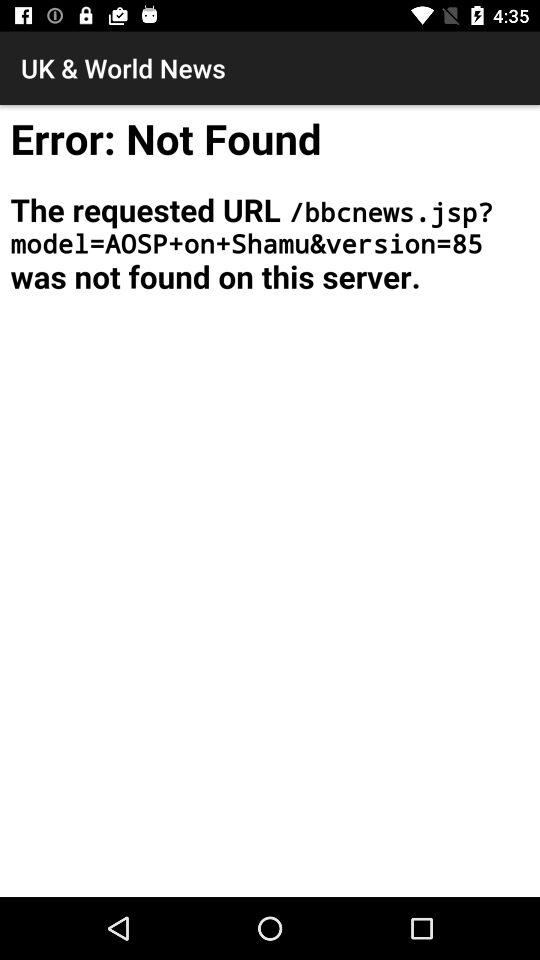 4:35
UK & World News
Error: Not Found
The requested URL /bbcnews.jsp?
model=AOSP+on+Shamu&version=85
was not found on this server.